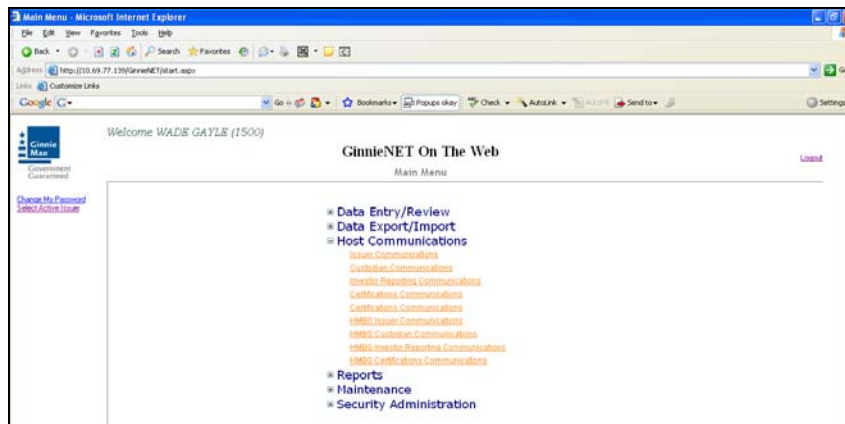 Main Menu - Microsoft Internet Explorer
File Edit View Favorites Tools Help
Back Search Favorites
Address http://10.69.77.139/GinnieNET/start.aspx
Links Customize Links
Google G Go Bookmarks Popups okay Check AutoLink AutoFill Send to Settings
Ginnie Mae
Government Guaranteed
Welcome WADE GAYLE (1500)
GinnieNET On The Web
Logout
Main Menu
Change My Password
Select Active Issuer
Data Entry/Review
Data Export/Import
Host Communications
Issuer Communications
Custodian Communications
Investor Reporting Communications
Certifications Communications
Certifications Communications
HMBS Issuer Communications
HMBS Custodian Communications
HMBS Investor Reporting Communications
HMBS Certifications Communications
Reports
Maintenance
Security Administration